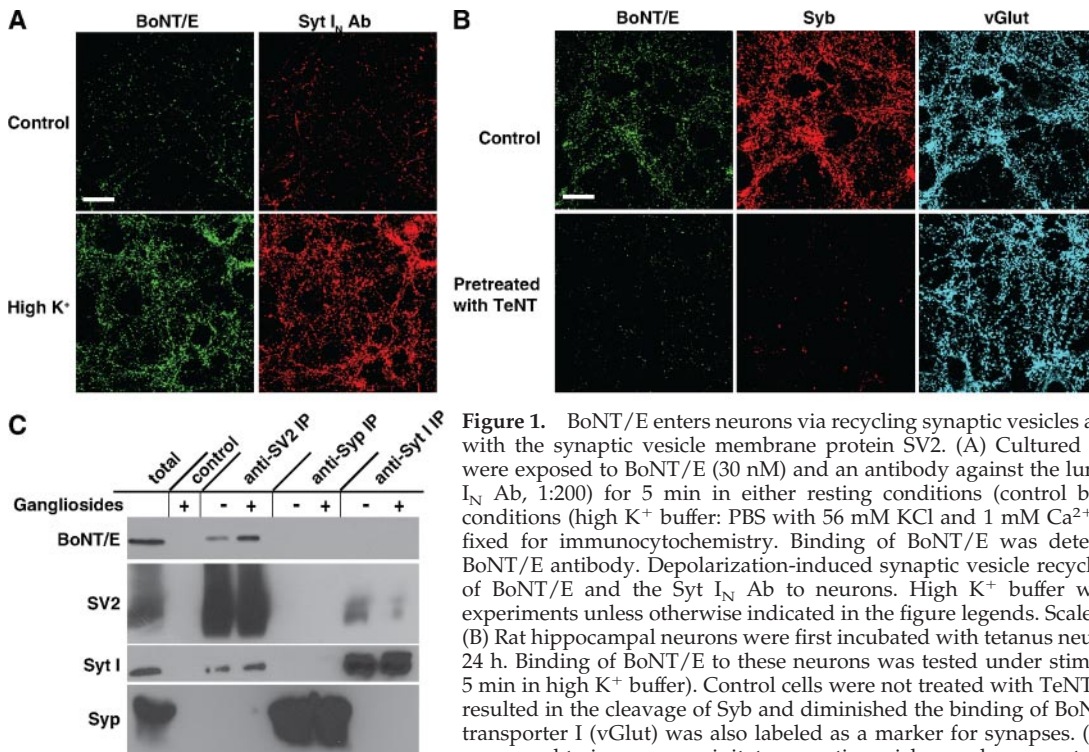 A
BoNT/E Syt I_N Ab
Control
High K⁺
B
BoNT/E Syb vGlut
Control
Pretreated
with TeNT
C
total control anti-SV2 IP anti-Syp IP anti-Syt I IP
Gangliosides + - + - + - +
BoNT/E
SV2
Syt I
Syp
Figure 1. BoNT/E enters neurons via recycling synaptic vesicles a
with the synaptic vesicle membrane protein SV2. (A) Cultured
were exposed to BoNT/E (30 nM) and an antibody against the lu
I_N Ab, 1:200) for 5 min in either resting conditions (control b
conditions (high K⁺ buffer: PBS with 56 mM KCl and 1 mM Ca²⁺
fixed for immunocytochemistry. Binding of BoNT/E was dete
BoNT/E antibody. Depolarization-induced synaptic vesicle recycl
of BoNT/E and the Syt I_N Ab to neurons. High K⁺ buffer w
experiments unless otherwise indicated in the figure legends. Scale
(B) Rat hippocampal neurons were first incubated with tetanus neu
24 h. Binding of BoNT/E to these neurons was tested under stim
5 min in high K⁺ buffer). Control cells were not treated with TeNT
resulted in the cleavage of Syb and diminished the binding of BoN
transporter I (vGlut) was also labeled as a marker for synapses. (